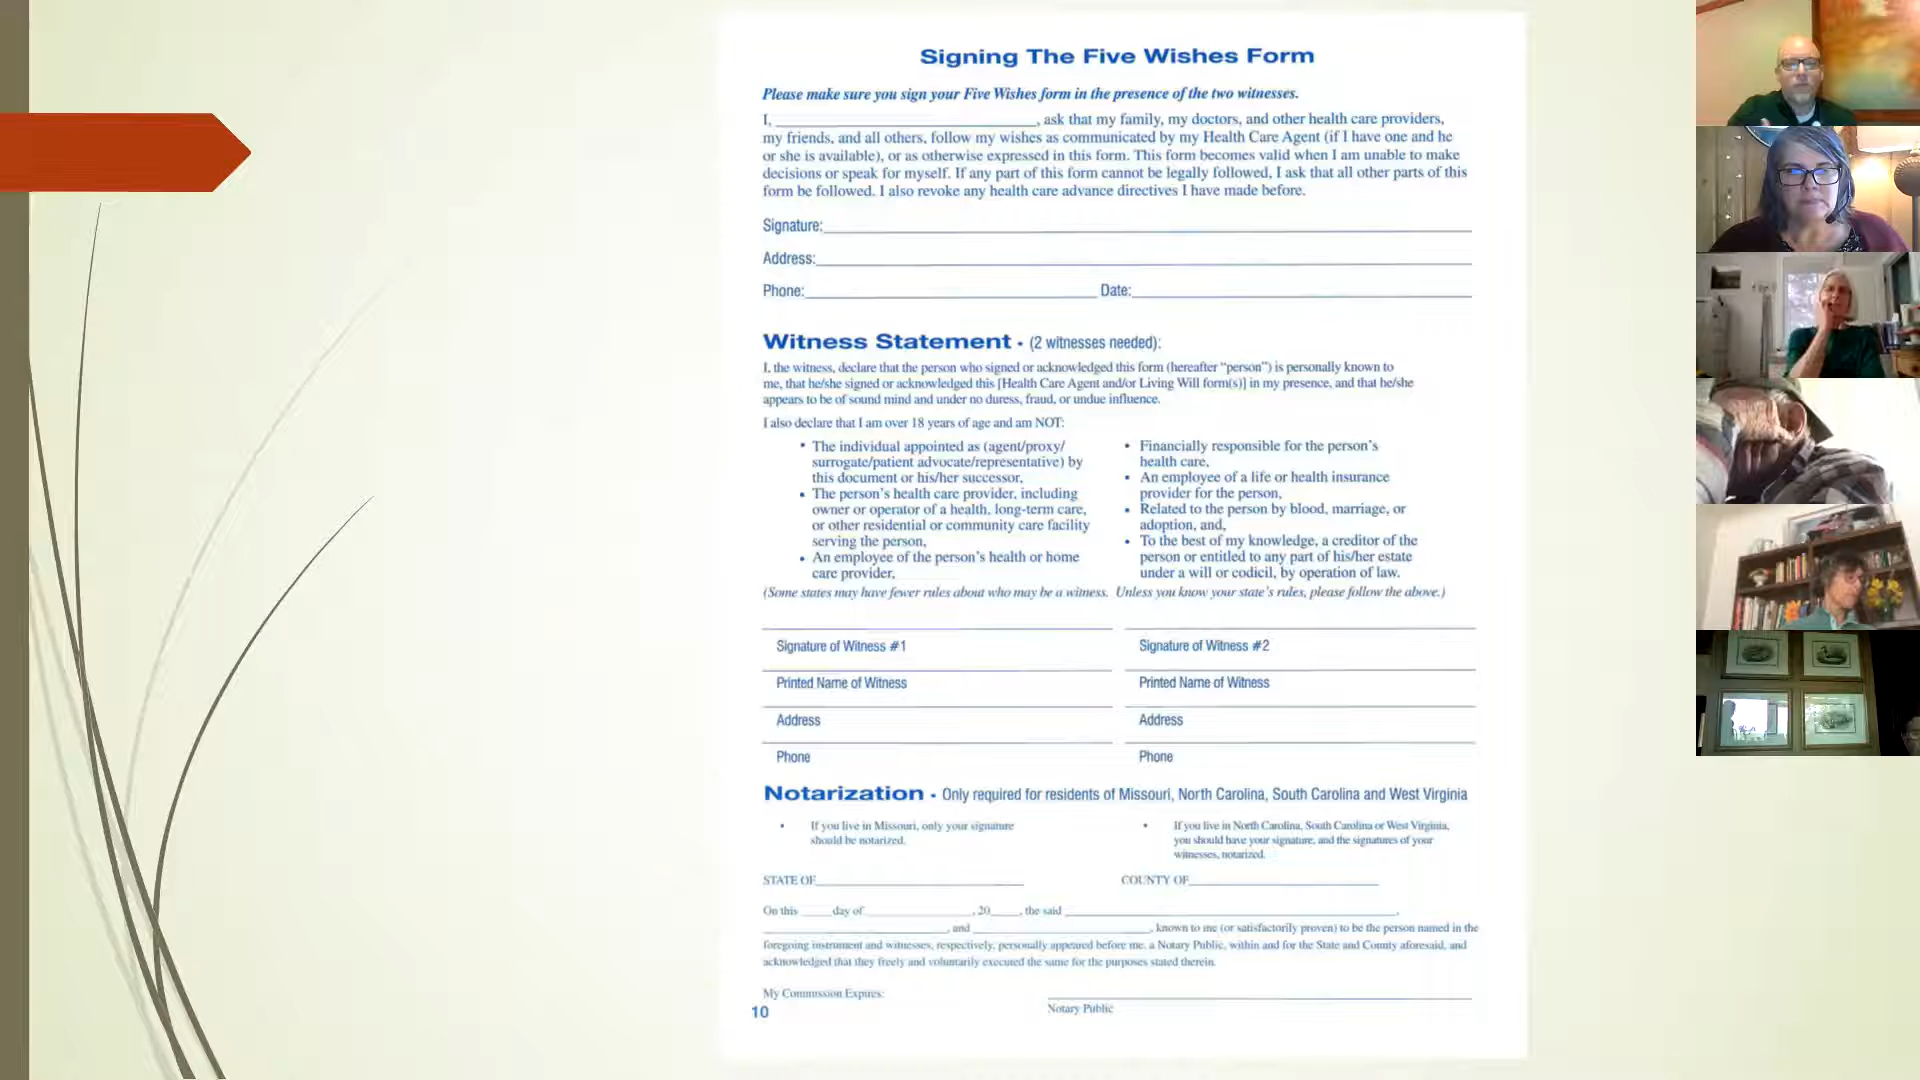 Signing The Five Wishes Form
Please make sure you sign your Five Wishes form in the presence of the two witnesses.
I, ______________________________, ask that my family, my doctors, and other health care providers,
my friends, and all others, follow my wishes as communicated by my Health Care Agent (if I have one and he
or she is available), or as otherwise expressed in this form. This form becomes valid when I am unable to make
decisions or speak for myself. If any part of this form cannot be legally followed, I ask that all other parts of this
form be followed. I also revoke any health care advance directives I have made before.
Signature:
Address:
Phone: Date:
Witness Statement • (2 witnesses needed):
I, the witness, declare that the person who signed or acknowledged this form (hereafter “person”) is personally known to
me, that he/she signed or acknowledged this [Health Care Agent and/or Living Will form(s)] in my presence, and that he/she
appears to be of sound mind and under no duress, fraud, or undue influence.
I also declare that I am over 18 years of age and am NOT:
• The individual appointed as (agent/proxy/
surrogate/patient advocate/representative) by
this document or his/her successor,
• The person’s health care provider, including
owner or operator of a health, long-term care,
or other residential or community care facility
serving the person,
• An employee of the person’s health or home
care provider,
• Financially responsible for the person’s
health care,
• An employee of a life or health insurance
provider for the person,
• Related to the person by blood, marriage, or
adoption, and,
• To the best of my knowledge, a creditor of the
person or entitled to any part of his/her estate
under a will or codicil, by operation of law.
(Some states may have fewer rules about who may be a witness. Unless you know your state’s rules, please follow the above.)
Signature of Witness #1
Printed Name of Witness
Address
Phone
Signature of Witness #2
Printed Name of Witness
Address
Phone
Notarization • Only required for residents of Missouri, North Carolina, South Carolina and West Virginia
• If you live in Missouri, only your signature
should be notarized.
• If you live in North Carolina, South Carolina or West Virginia,
you should have your signature, and the signatures of your
witnesses, notarized.
STATE OF COUNTY OF
On this _____ day of ____________________, 20_____, the said ____________________,
____________________, and ____________________, known to me (or satisfactorily proven) to be the person named in the
foregoing instrument and witnesses, respectively, personally appeared before me, a Notary Public, within and for the State and County aforesaid, and
acknowledged that they freely and voluntarily executed the same for the purposes stated therein.
My Commission Expires:
Notary Public
10